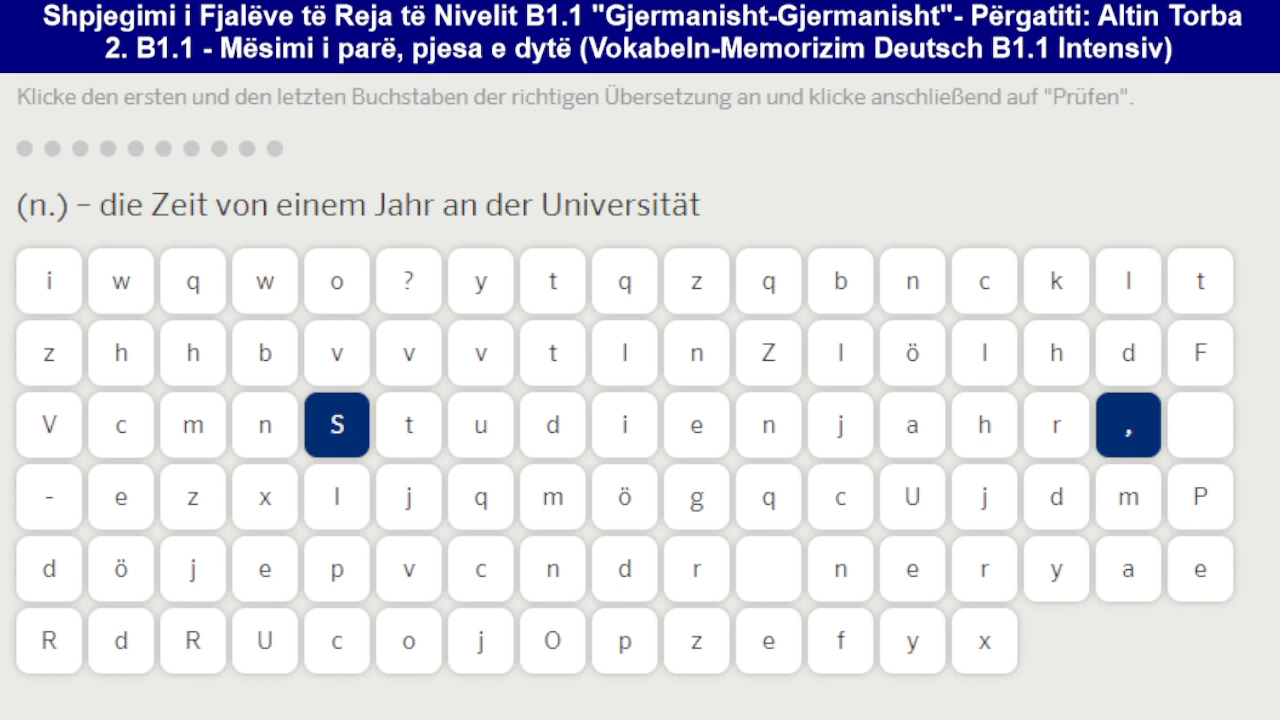 Shpjegimi i Fjalëve të Reja të Nivelit B1.1 "Gjermanisht-Gjermanisht"- Përgatiti: Altin Torba
2. B1.1 - Mësimi i parë, pjesa e dytë (Vokabeln-Memorizim Deutsch B1.1 Intensiv)
Klicke den ersten und den letzten Buchstaben der richtigen Übersetzung an und klicke anschließend auf "Prüfen".
(n.) – die Zeit von einem Jahr an der Universität
i w q w o ? y t q z q b n c k l t
z h h b v v v t l n Z l ö l h d F
V c m n S t u d i e n j a h r ,
- e z x l j q m ö g q c U j d m P
d ö j e p v c n d r n e r y a e
R d R U c o j O p z e f y x